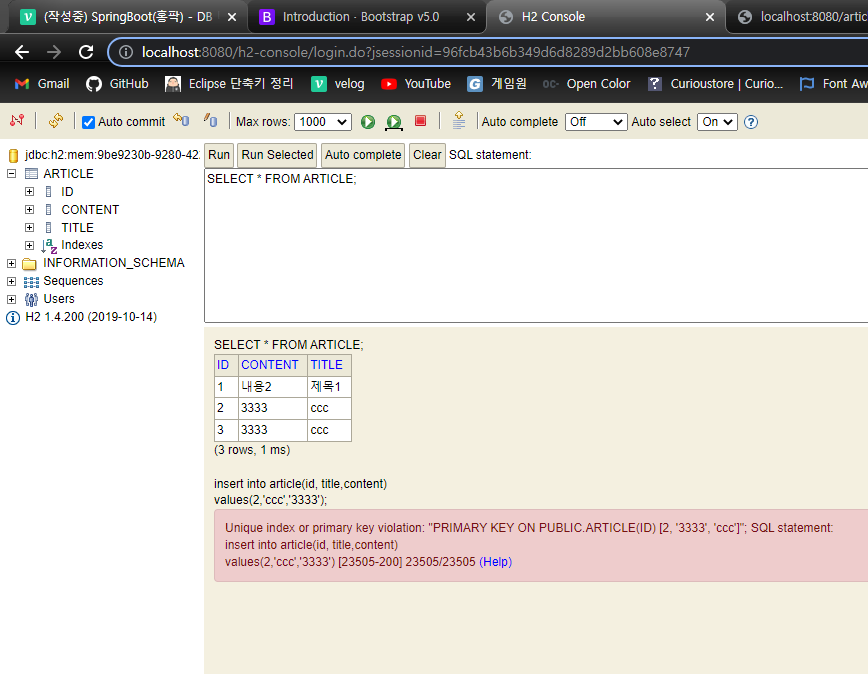 (작성중) SpringBoot(홍팍) - DB
Introduction · Bootstrap v5.0
H2 Console
localhost:8080/artic
localhost:8080/h2-console/login.do?jsessionid=96fcb43b6b349d6d8289d2bb608e8747
Gmail GitHub Eclipse 단축키 정리 velog YouTube 게임원 Open Color Curioustore | Curio... Font Aw
Auto commit Max rows: 1000 Auto complete Off Auto select On
jdbc:h2:mem:9be9230b-9280-42
ARTICLE
ID
CONTENT
TITLE
Indexes
INFORMATION_SCHEMA
Sequences
Users
H2 1.4.200 (2019-10-14)
Run Run Selected Auto complete Clear SQL statement:
SELECT * FROM ARTICLE;
SELECT * FROM ARTICLE;
ID CONTENT TITLE
1 내용2 제목1
2 3333 ccc
3 3333 ccc
(3 rows, 1 ms)
insert into article(id, title,content)
values(2,'ccc','3333');
Unique index or primary key violation: "PRIMARY KEY ON PUBLIC.ARTICLE(ID) [2, '3333', 'ccc']"; SQL statement:
insert into article(id, title,content)
values(2,'ccc','3333') [23505-200] 23505/23505 (Help)